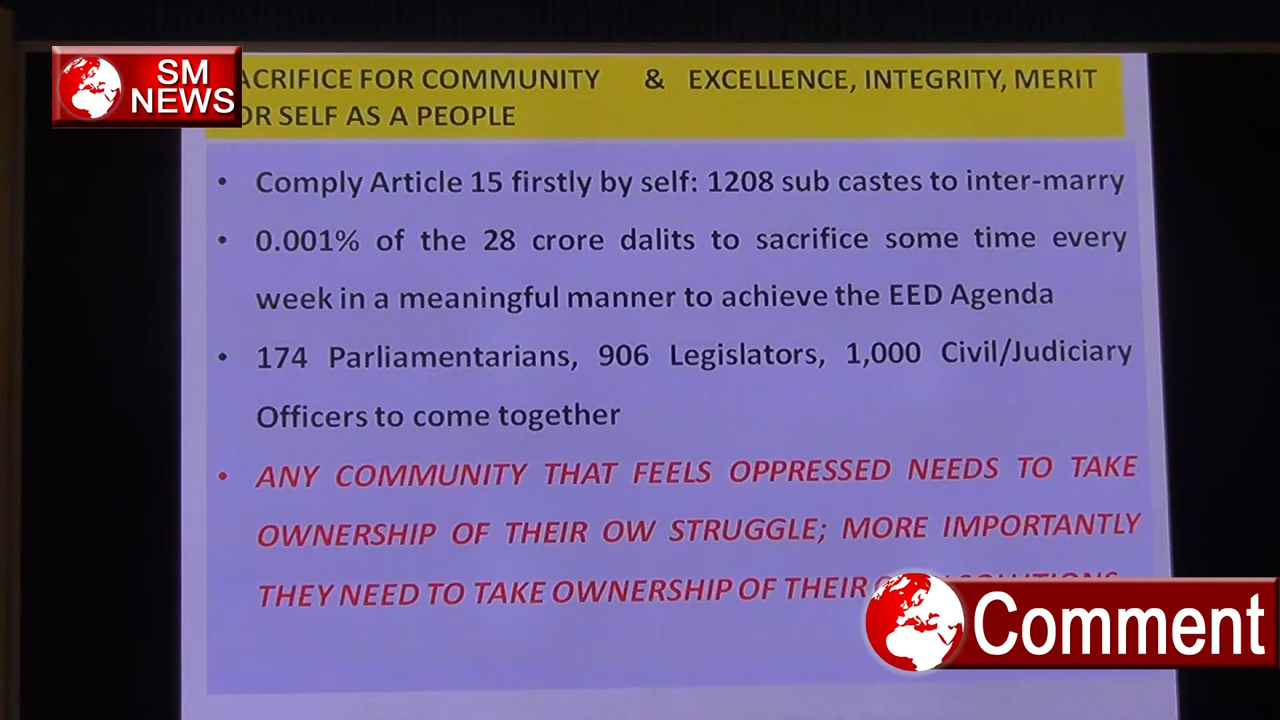 SM
NEWS
ACRIFICE FOR COMMUNITY & EXCELLENCE, INTEGRITY, MERIT
OR SELF AS A PEOPLE
• Comply Article 15 firstly by self: 1208 sub castes to inter-marry
• 0.001% of the 28 crore dalits to sacrifice some time every
week in a meaningful manner to achieve the EED Agenda
• 174 Parliamentarians, 906 Legislators, 1,000 Civil/Judiciary
Officers to come together
• ANY COMMUNITY THAT FEELS OPPRESSED NEEDS TO TAKE
OWNERSHIP OF THEIR OW STRUGGLE; MORE IMPORTANTLY
THEY NEED TO TAKE OWNERSHIP OF THEIR
Comment